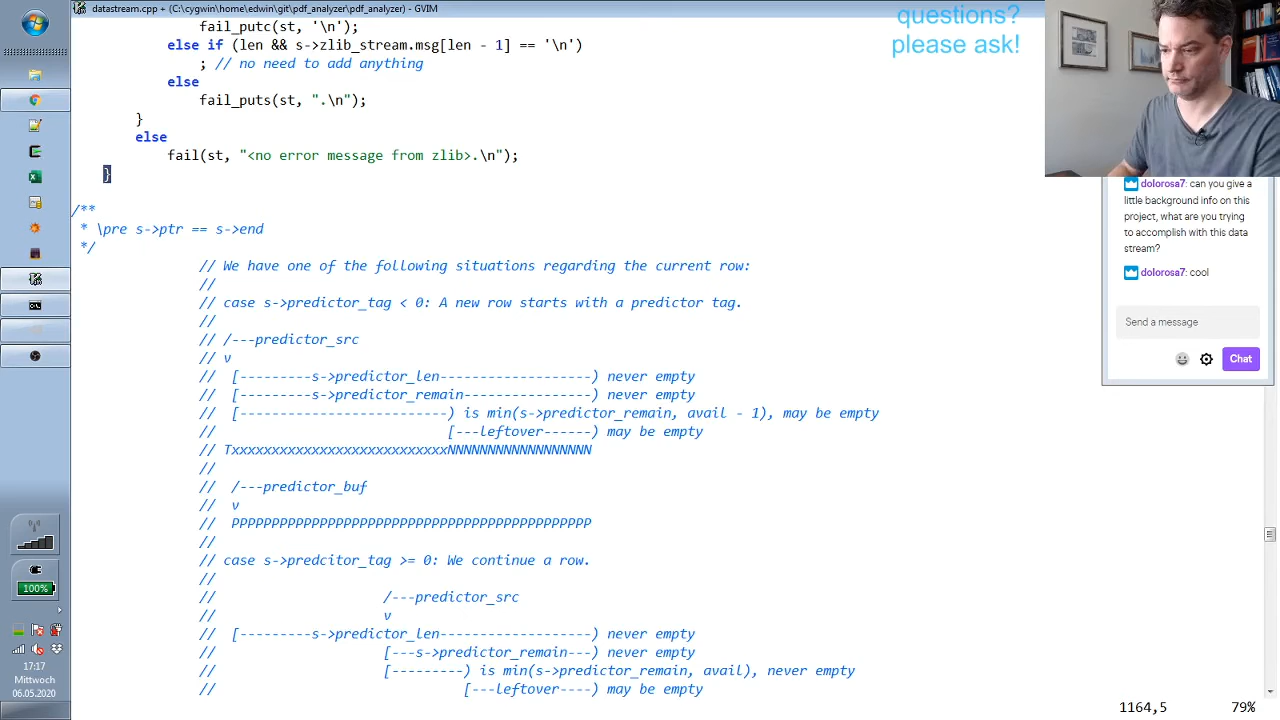 datastream.cpp + (C:\cygwin\home\edwin\git\pdf_analyzer\pdf_analyzer) - GVIM
fail_putc(st, '\n');
else if (len && s->zlib_stream.msg[len - 1] == '\n')
; // no need to add anything
else
fail_puts(st, ".\n");
}
else
fail(st, "<no error message from zlib>.\n");
}
/**
* \pre s->ptr == s->end
*/
// We have one of the following situations regarding the current row:
//
// case s->predictor_tag < 0: A new row starts with a predictor tag.
//
// /---predictor_src
// v
// [---------s->predictor_len-------------------) never empty
// [---------s->predictor_remain----------------) never empty
// [--------------------------) is min(s->predictor_remain, avail - 1), may be empty
// [---leftover------) may be empty
// TxxxxxxxxxxxxxxxxxxxxxxxxxxxNNNNNNNNNNNNNNNNNN
//
// /---predictor_buf
// v
// PPPPPPPPPPPPPPPPPPPPPPPPPPPPPPPPPPPPPPPPPPPPP
//
// case s->predcitor_tag >= 0: We continue a row.
//
// /---predictor_src
// v
// [---------s->predictor_len-------------------) never empty
// [---s->predictor_remain---) never empty
// [---------) is min(s->predictor_remain, avail), never empty
// [---leftover----) may be empty
1164,5 79%
questions?
please ask!
dolorosa7: can you give a
little background info on this
project, what are you trying
to accomplish with this data
stream?
dolorosa7: cool
Send a message
Chat
100%
17:17
Mittwoch
06.05.2020